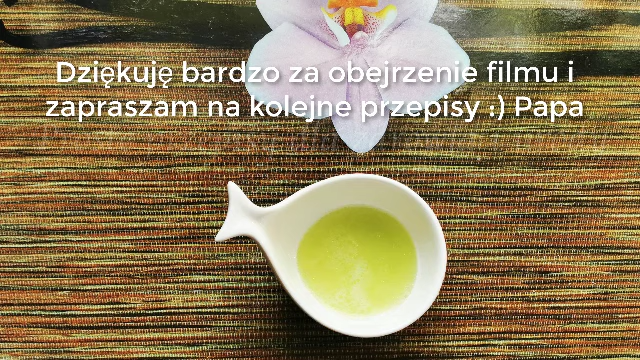 Dziękuję bardzo za obejrzenie filmu i
zapraszam na kolejne przepisy :) Papa